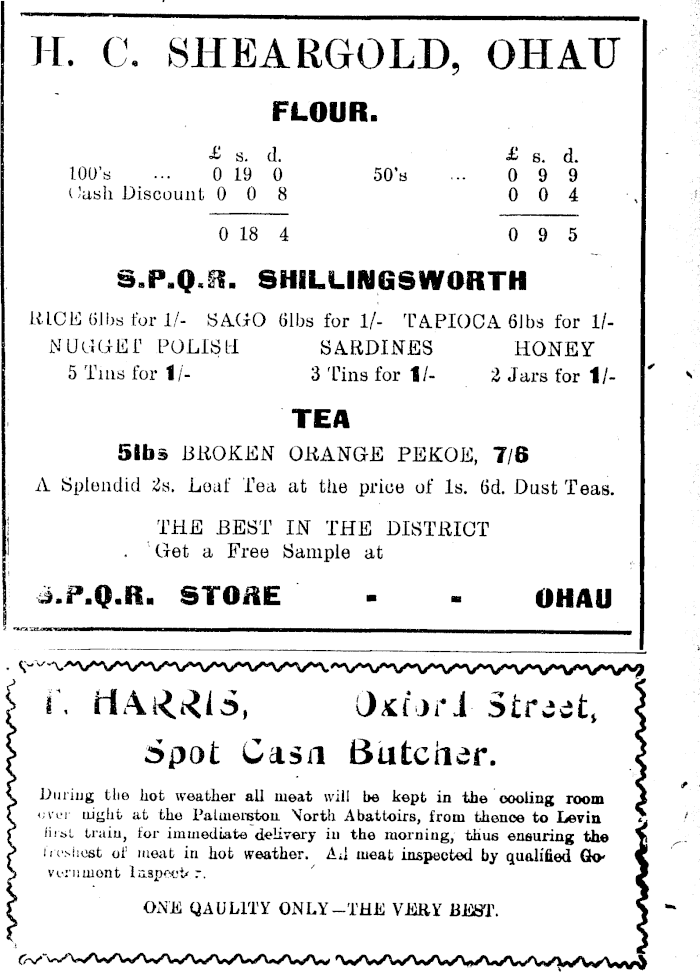 H. C. SHEARGOLD, OHAU
FLOUR.
£ s. d. £ s. d.
100's ... 0 19 0 50's ... 0 9 9
Cash Discount 0 0 8 0 0 4
0 18 4 0 9 5
S.P.Q.R. SHILLINGSWORTH
RICE 6lbs for 1/- SAGO 6lbs for 1/- TAPIOCA 6lbs for 1/-
NUGGET POLISH SARDINES HONEY
5 Tins for 1/- 3 Tins for 1/- 2 Jars for 1/-
TEA
5lbs BROKEN ORANGE PEKOE, 7/6
A Splendid 2s. Leaf Tea at the price of 1s. 6d. Dust Teas.
THE BEST IN THE DISTRICT
Get a Free Sample at
S.P.Q.R. STORE - - OHAU
HARRIS, Oxford Street,
Spot Cash Butcher.
During the hot weather all meat will be kept in the cooling room
over night at the Palmerston North Abattoirs, from thence to Levin
first train, for immediate delivery in the morning, thus ensuring the
freshest of meat in hot weather. All meat inspected by qualified Go-
vernment Inspector.
ONE QAULITY ONLY—THE VERY BEST.